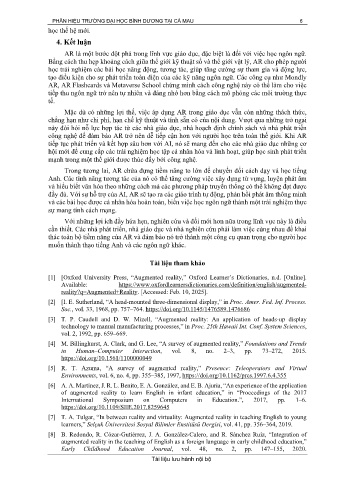 PHÂN HIỆU TRƯỜNG ĐẠI HỌC BÌNH DƯƠNG TẠI CÀ MAU 6
học thế hệ mới.
4. Kết luận
AR là một bước đột phá trong lĩnh vực giáo dục, đặc biệt là đối với việc học ngôn ngữ.
Bằng cách thu hẹp khoảng cách giữa thế giới kỹ thuật số và thế giới vật lý, AR cho phép người
học trải nghiệm các bài học năng động, tương tác, giúp tăng cường sự tham gia và động lực,
tạo điều kiện cho sự phát triển toàn diện của các kỹ năng ngôn ngữ. Các công cụ như Mondly
AR, AR Flashcards và Metaverse School chứng minh cách công nghệ này có thể làm cho việc
tiếp thu ngôn ngữ trở nên tự nhiên và đáng nhớ hơn bằng cách mô phỏng các môi trường thực
tế.
Mặc dù có những lợi thế, việc áp dụng AR trong giáo dục vẫn còn những thách thức,
chẳng hạn như chi phí, hạn chế kỹ thuật và tính sẵn có của nội dung. Vượt qua những trở ngại
này đòi hỏi nỗ lực hợp tác từ các nhà giáo dục, nhà hoạch định chính sách và nhà phát triển
công nghệ để đảm bảo AR trở nên dễ tiếp cận hơn với người học trên toàn thế giới. Khi AR
tiếp tục phát triển và kết hợp sâu hơn với AI, nó sẽ mang đến cho các nhà giáo dục những cơ
hội mới để cung cấp các trải nghiệm học tập cá nhân hóa và linh hoạt, giúp học sinh phát triển
mạnh trong một thế giới được thúc đẩy bởi công nghệ.
Trong tương lai, AR chứa đựng tiềm năng to lớn để chuyển đổi cách dạy và học tiếng
Anh. Các tính năng tương tác của nó có thể tăng cường việc xây dựng từ vựng, luyện phát âm
và hiểu biết văn hóa theo những cách mà các phương pháp truyền thống có thể không đạt được
đầy đủ. Với sự hỗ trợ của AI, AR sẽ tạo ra các giáo trình tự động, phản hồi phát âm thông minh
và các bài học được cá nhân hóa hoàn toàn, biến việc học ngôn ngữ thành một trải nghiệm thực
sự mang tính cách mạng.
Với những lợi ích đầy hứa hẹn, nghiên cứu và đổi mới hơn nữa trong lĩnh vực này là điều
cần thiết. Các nhà phát triển, nhà giáo dục và nhà nghiên cứu phải làm việc cùng nhau để khai
thác toàn bộ tiềm năng của AR và đảm bảo nó trở thành một công cụ quan trọng cho người học
muốn thành thạo tiếng Anh và các ngôn ngữ khác.
Tài liệu tham khảo
[1] [Oxford University Press, “Augmented reality,” Oxford Learner’s Dictionaries, n.d. [Online].
Available: https://www.oxfordlearnersdictionaries.com/definition/english/augmented-
reality?q=Augmented+Reality. [Accessed: Feb. 10, 2025].
[2] [I. E. Sutherland, “A head-mounted three-dimensional display,” in Proc. Amer. Fed. Inf. Process.
Soc., vol. 33, 1968, pp. 757–764. https://doi.org/10.1145/1476589.1476686
[3] T. P. Caudell and D. W. Mizell, “Augmented reality: An application of heads-up display
technology to manual manufacturing processes,” in Proc. 25th Hawaii Int. Conf. System Sciences,
vol. 2, 1992, pp. 659–669.
[4] M. Billinghurst, A. Clark, and G. Lee, “A survey of augmented reality,” Foundations and Trends
in Human–Computer Interaction, vol. 8, no. 2–3, pp. 73–272, 2015.
https://doi.org/10.1561/1100000049
[5] R. T. Azuma, “A survey of augmented reality,” Presence: Teleoperators and Virtual
Environments, vol. 6, no. 4, pp. 355–385, 1997. https://doi.org/10.1162/pres.1997.6.4.355
[6] A. A. Martínez, J. R. L. Benito, E. A. González, and E. B. Ajuria, “An experience of the application
of augmented reality to learn English in infant education,” in “Proceedings of the 2017
International Symposium on Computers in Education,”, 2017, pp. 1–6.
https://doi.org/10.1109/SIIE.2017.8259645
[7] T. A. Tulgar, “In between reality and virtuality: Augmented reality in teaching English to young
learners,” Selçuk Üniversitesi Sosyal Bilimler Enstitüsü Dergisi, vol. 41, pp. 356–364, 2019.
[8] B. Redondo, R. Cózar-Gutiérrez, J. A. González-Calero, and R. Sánchez Ruiz, “Integration of
augmented reality in the teaching of English as a foreign language in early childhood education,”
Early Childhood Education Journal, vol. 48, no. 2, pp. 147–155, 2020.
Tài liệu lưu hành nội bộ